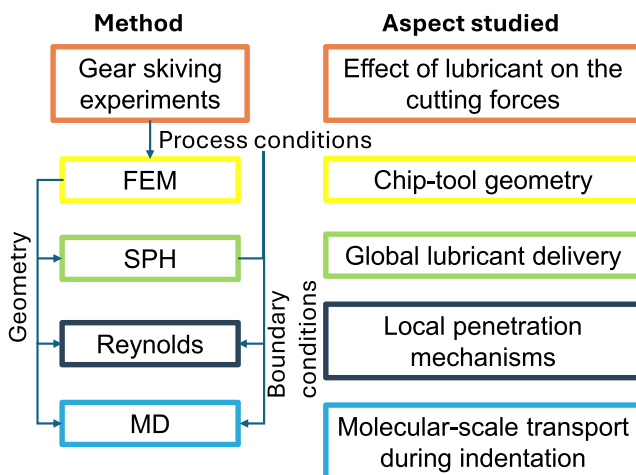 Method
Aspect studied
Gear skiving
experiments
Effect of lubricant on the
cutting forces
Process conditions
FEM
Chip-tool geometry
Geometry
SPH
Global lubricant delivery
Boundary
conditions
Reynolds
Local penetration
mechanisms
MD
Molecular-scale transport
during indentation